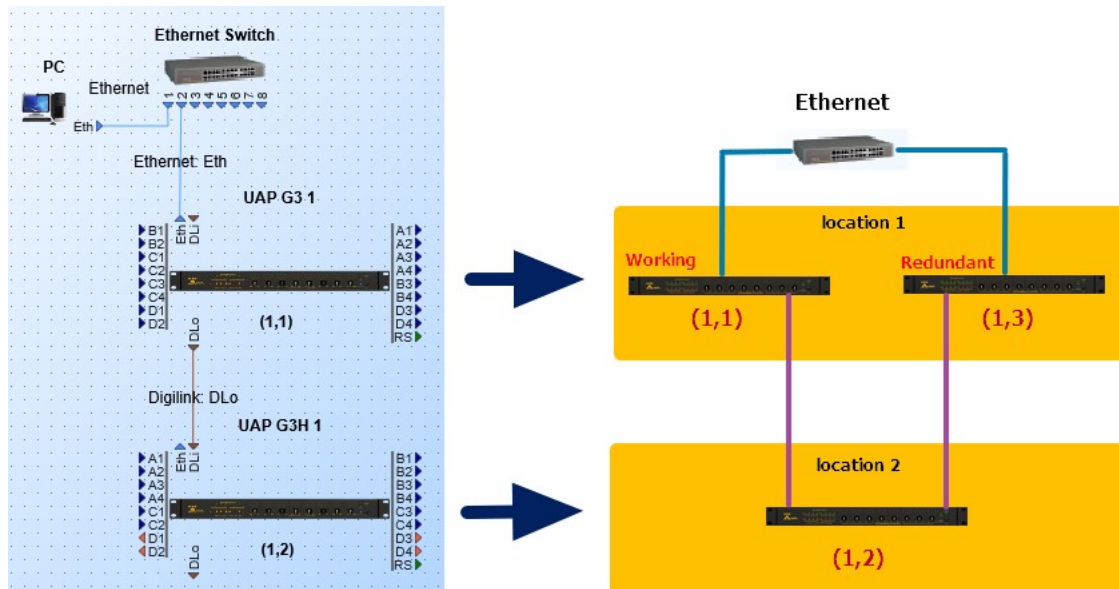 Ethernet Switch
PC
Ethernet
1 2 3 4 5 6 7 8
Eth
Ethernet: Eth
UAP G3 1
Eth DLi
B1
B2
C1
C2
C3
C4
D1
D2
A1
A2
A3
A4
B3
B4
D3
D4
RS
(1,1)
DLo
Digilink: DLo
UAP G3H 1
Eth DLi
A1
A2
A3
A4
C1
C2
D1
D2
B1
B2
B3
B4
C3
C4
D3
D4
RS
(1,2)
DLo
Ethernet
location 1
Working
Redundant
(1,1)
(1,3)
location 2
(1,2)